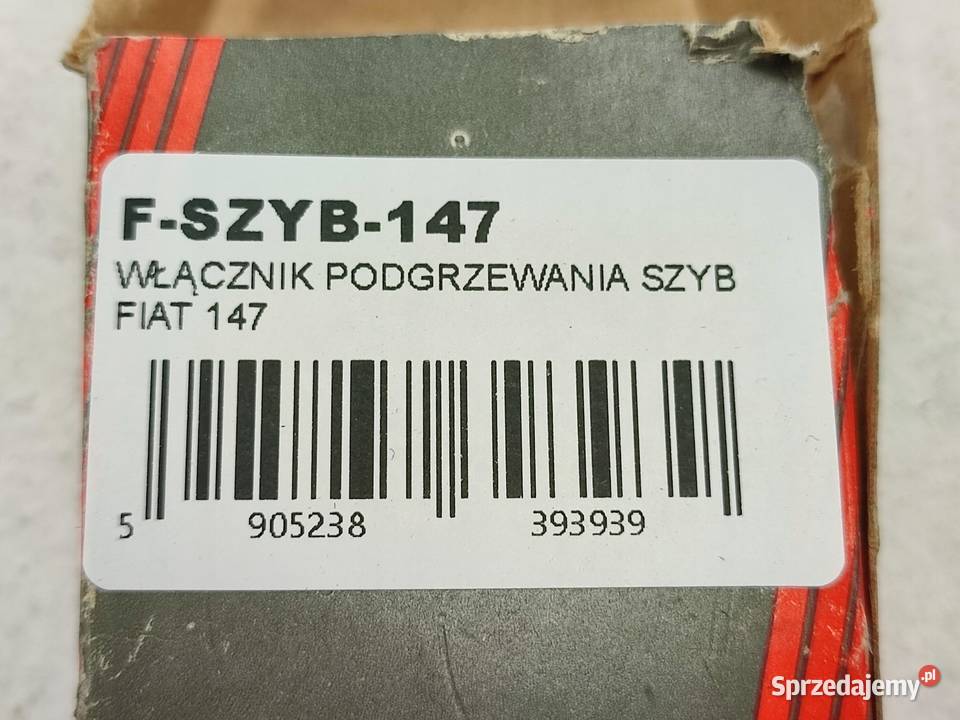 F-SZYB-147
WŁĄCZNIK PODGRZEWANIA SZYB
FIAT 147
5 905238 393939
Sprzedajemy.pl